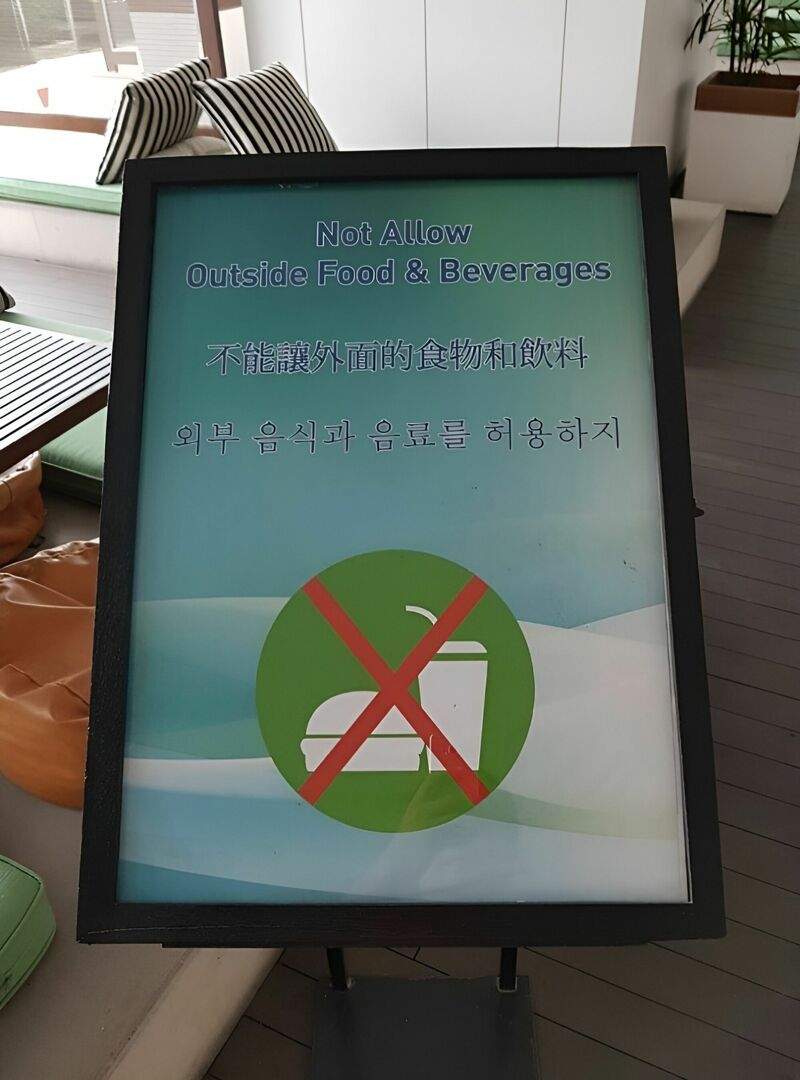 Not Allow
Outside Food & Beverages
不能讓外面的食物和飲料
외부 음식과 음료를 허용하지